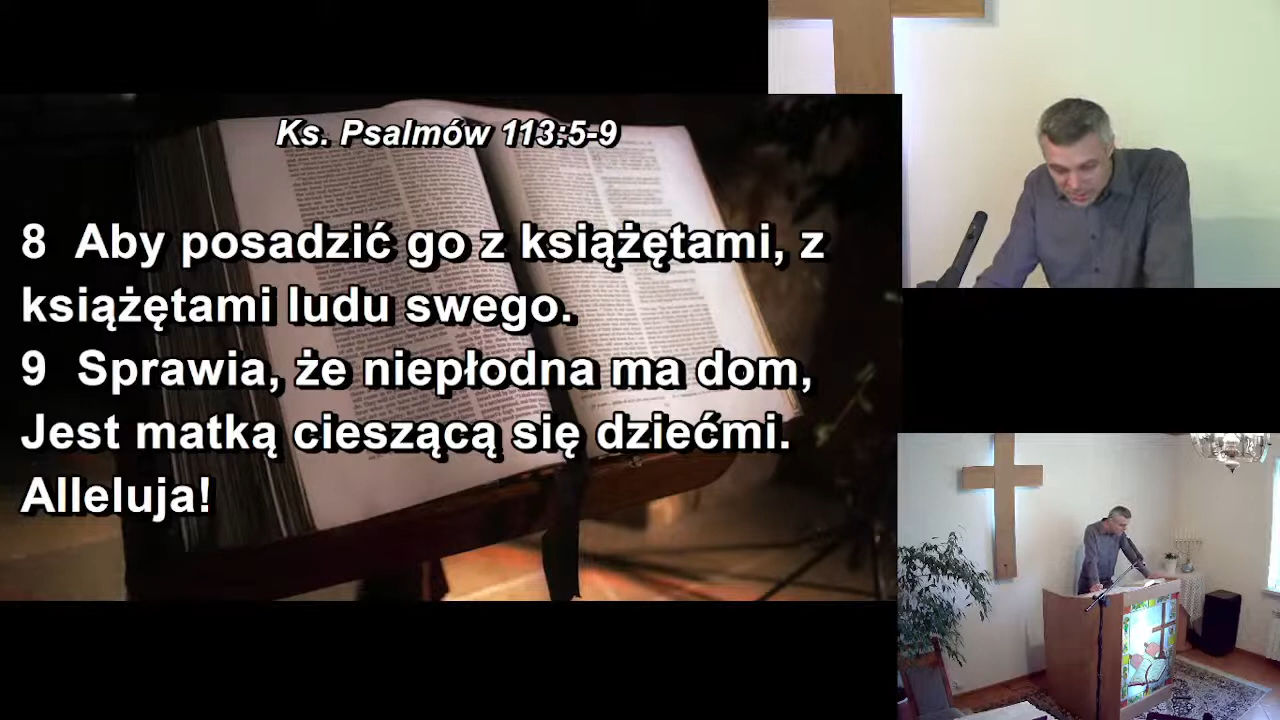 Ks. Psalmów 113:5-9
8 Aby posadzić go z książętami, z
książętami ludu swego.
9 Sprawia, że niepłodna ma dom,
Jest matką cieszącą się dziećmi.
Alleluja!